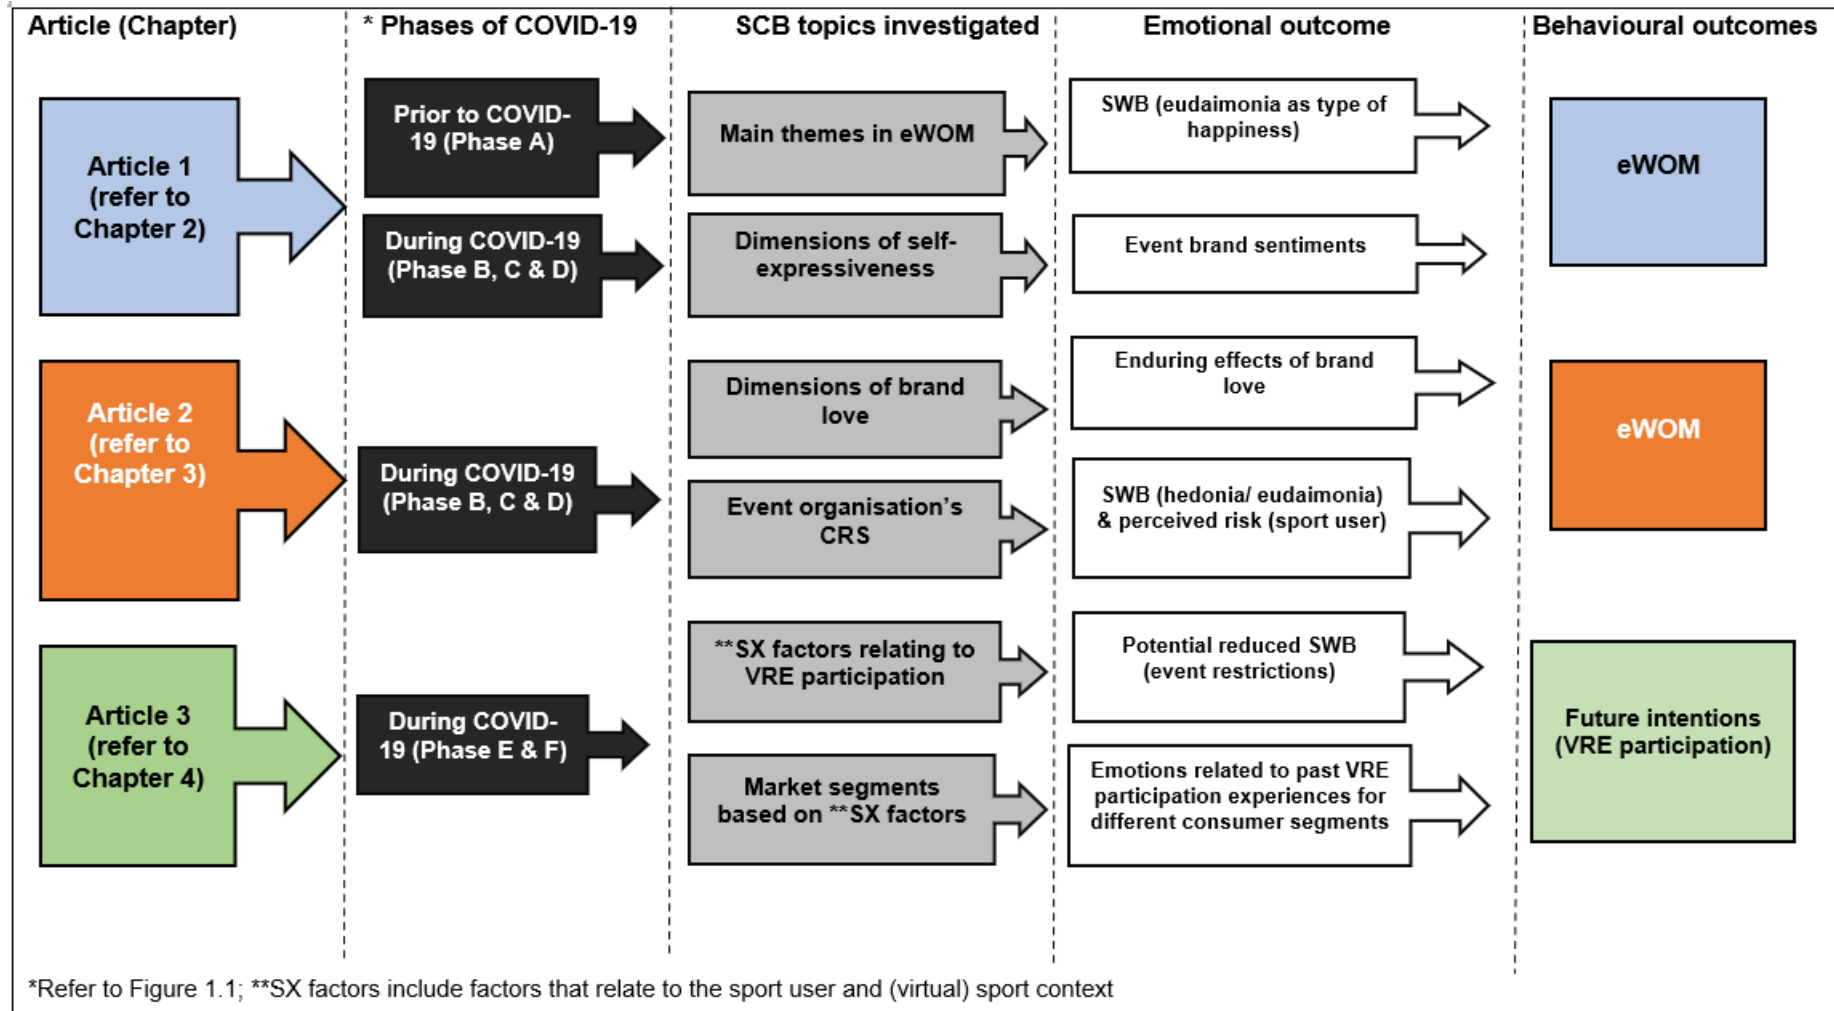 Article (Chapter)
* Phases of COVID-19
SCB topics investigated
Emotional outcome
Behavioural outcomes
Article 1
(refer to
Chapter 2)
Prior to COVID-
19 (Phase A)
Main themes in eWOM
SWB (eudaimonia as type of
happiness)
eWOM
During COVID-19
(Phase B, C & D)
Dimensions of self-
expressiveness
Event brand sentiments
Article 2
(refer to
Chapter 3)
During COVID-19
(Phase B, C & D)
Dimensions of brand
love
Enduring effects of brand
love
eWOM
Event organisation's
CRS
SWB (hedonia/ eudaimonia)
& perceived risk (sport user)
Article 3
(refer to
Chapter 4)
During COVID-
19 (Phase E & F)
**SX factors relating to
VRE participation
Potential reduced SWB
(event restrictions)
Future intentions
(VRE participation)
Market segments
based on **SX factors
Emotions related to past VRE
participation experiences for
different consumer segments
*Refer to Figure 1.1; **SX factors include factors that relate to the sport user and (virtual) sport context